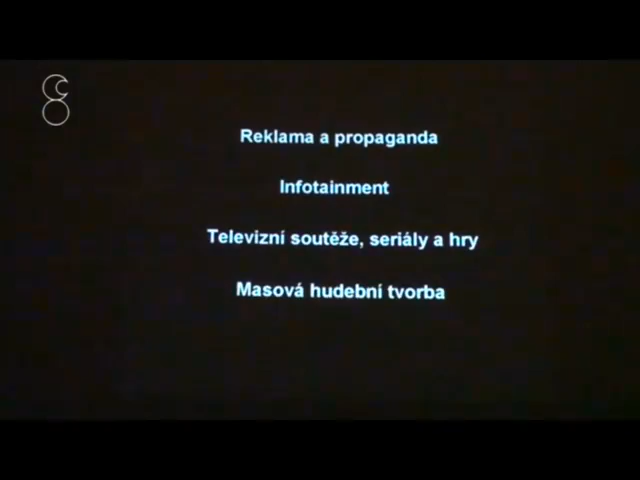 Reklama a propaganda
Infotainment
Televizní soutěže, seriály a hry
Masová hudební tvorba